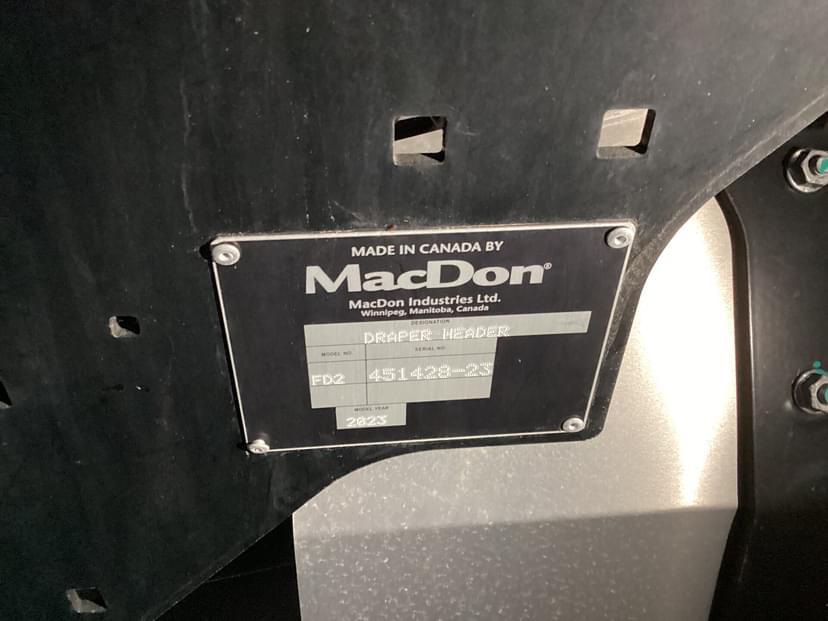 MADE IN CANADA BY
MacDon®
MacDon Industries Ltd.
Winnipeg, Manitoba, Canada
DESIGNATION
DRAPER HEADER
MODEL NO. SERIAL NO.
FD2 451428-23
MODEL YEAR
2023